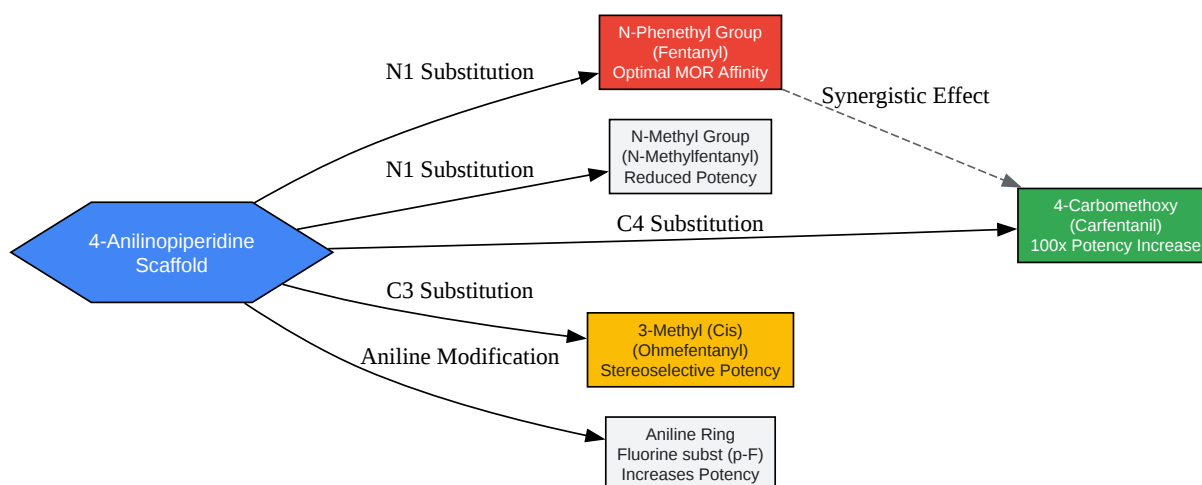 N-Phenethyl Group
(Fentanyl)
Optimal MOR Affinity
N1 Substitution
Synergistic Effect
N-Methyl Group
(N-Methylfentanyl)
Reduced Potency
N1 Substitution
4-Carbomethoxy
(Carfentanil)
100x Potency Increase
C4 Substitution
4-Anilinopiperidine
Scaffold
C3 Substitution
3-Methyl (Cis)
(Ohmefentanyl)
Stereoselective Potency
Aniline Modification
Aniline Ring
Fluorine subst (p-F)
Increases Potency